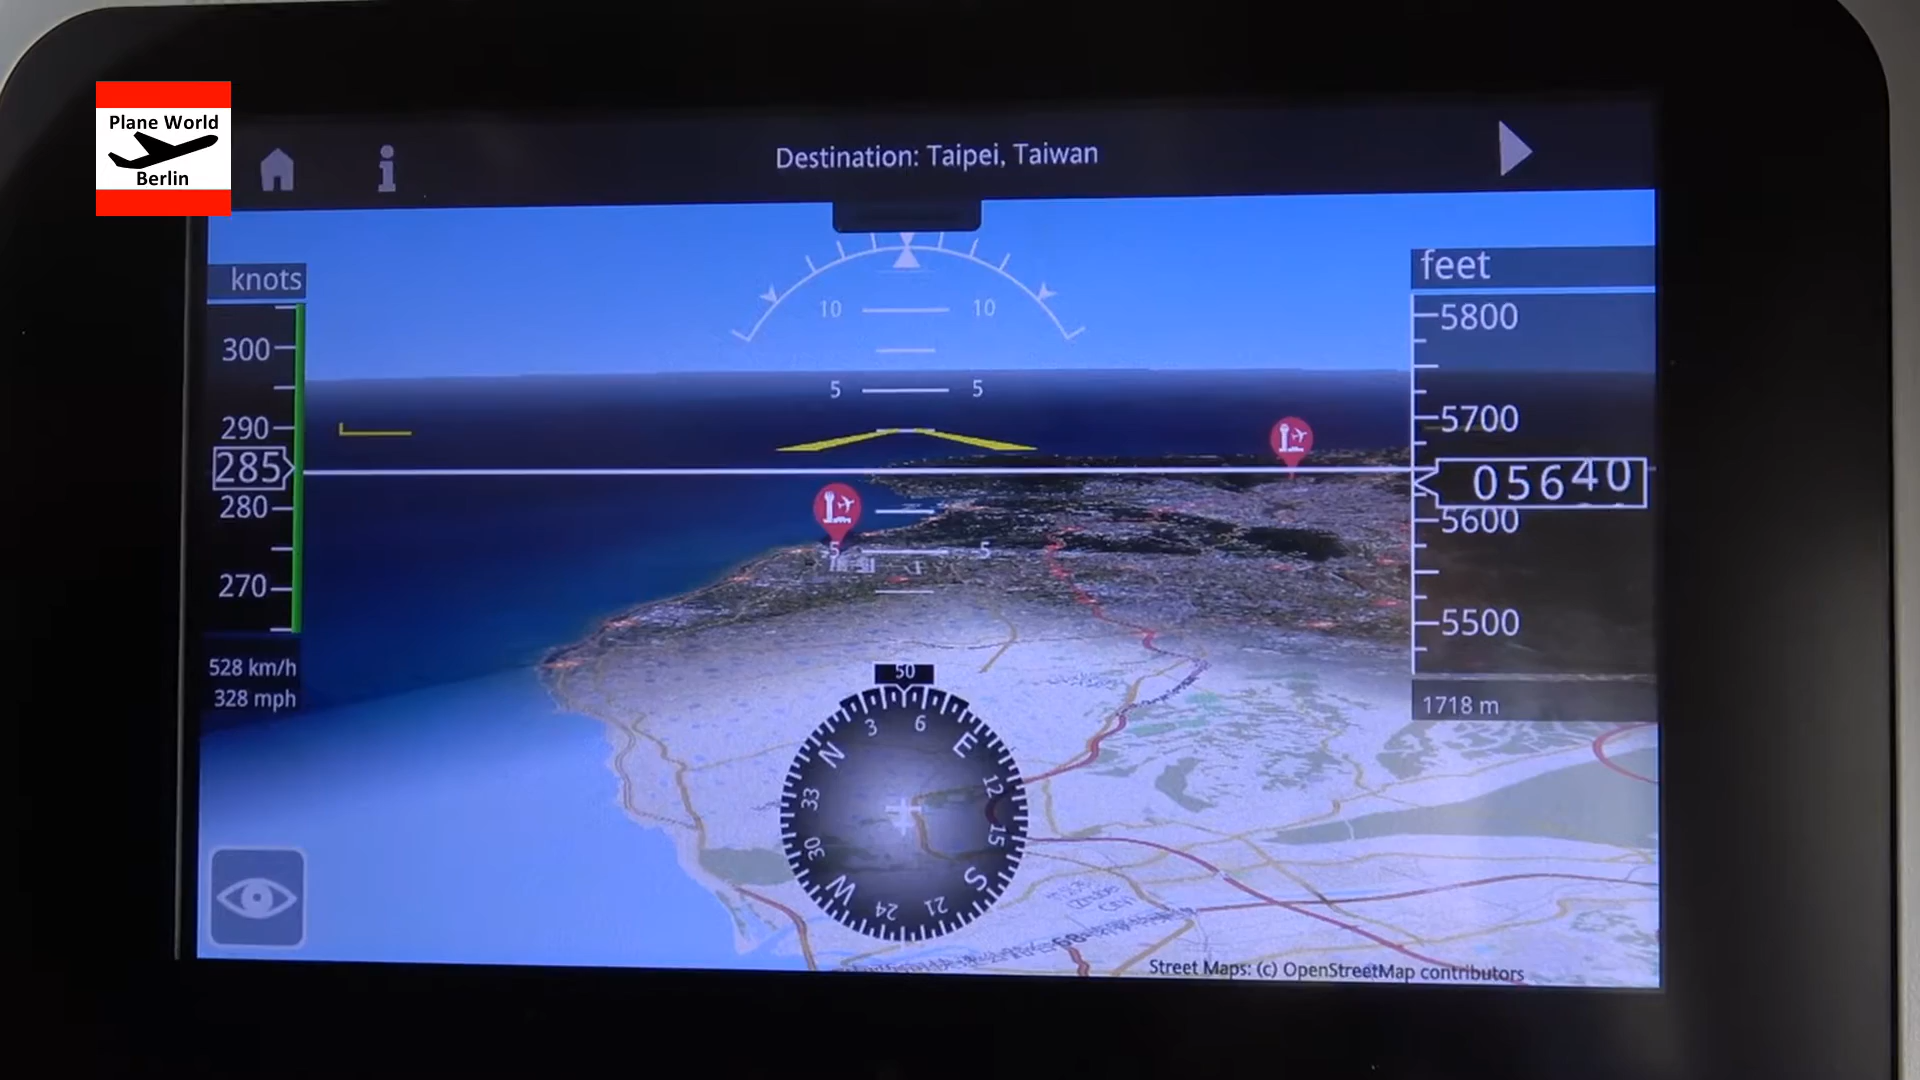 Plane World
Berlin
Destination: Taipei, Taiwan
knots
300
290
285
280
270
528 km/h
328 mph
10 10
5 5
-5 -5
feet
5800
5700
05640
5600
5500
1718 m
50
N 3 6 E 12 15 S 21 24 W 30 33
Street Maps: (c) OpenStreetMap contributors